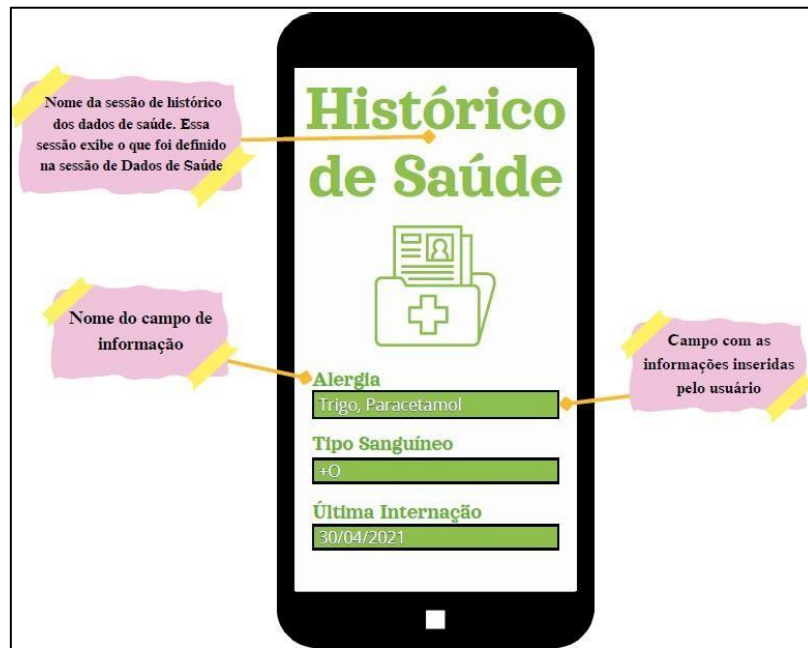 Nome da sessão de histórico
dos dados de saúde. Essa
sessão exibe o que foi definido
na sessão de Dados de Saúde
Histórico
de Saúde
Nome do campo de
informação
Campo com as
informações inseridas
pelo usuário
Alergia
Trigo, Paracetamol
Tipo Sanguíneo
+O
Última Internação
30/04/2021